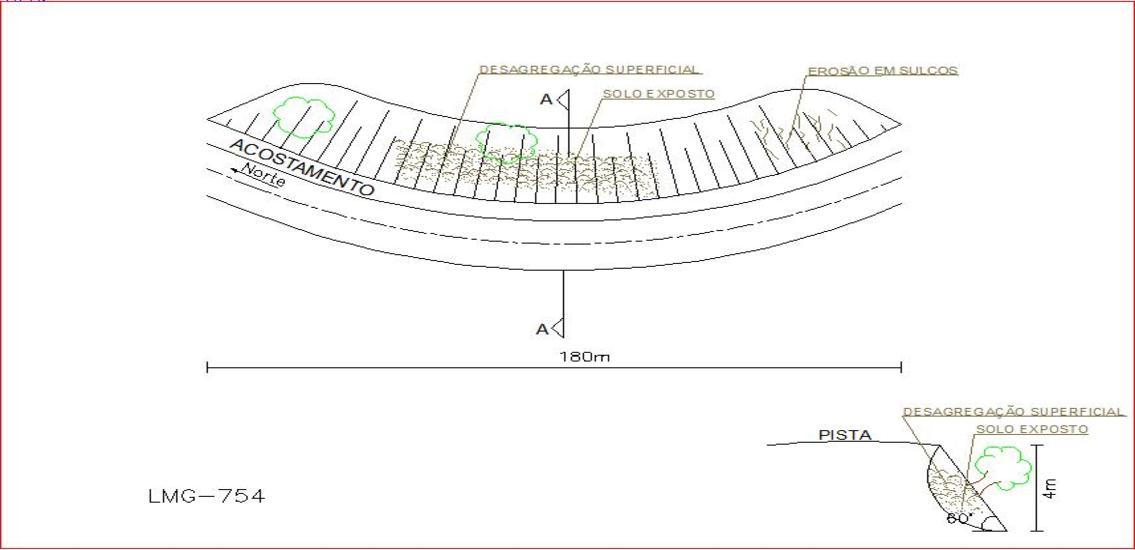 DESAGREGAÇÃO SUPERFICIAL
EROSÃO EM SULCOS
A
SOLO EXPOSTO
ACOSTAMENTO
Norte
A
180m
DESAGREGAÇÃO SUPERFICIAL
SOLO EXPOSTO
PISTA
4m
60°
LMG-754